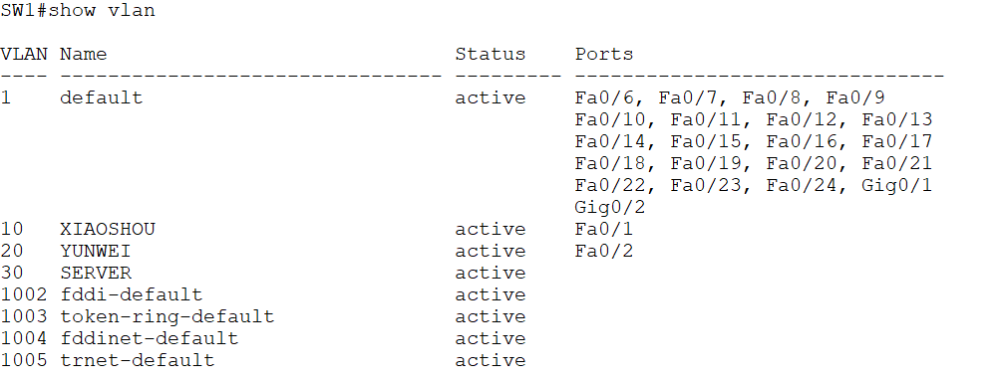 SW1#show vlan
VLAN Name                             Status    Ports
---- -------------------------------- --------- -------------------------------
1    default                          active    Fa0/6, Fa0/7, Fa0/8, Fa0/9
                                                Fa0/10, Fa0/11, Fa0/12, Fa0/13
                                                Fa0/14, Fa0/15, Fa0/16, Fa0/17
                                                Fa0/18, Fa0/19, Fa0/20, Fa0/21
                                                Fa0/22, Fa0/23, Fa0/24, Gig0/1
                                                Gig0/2
10   XIAOSHOU                         active    Fa0/1
20   YUNWEI                           active    Fa0/2
30   SERVER                           active
1002 fddi-default                     active
1003 token-ring-default               active
1004 fddinet-default                  active
1005 trnet-default                    active